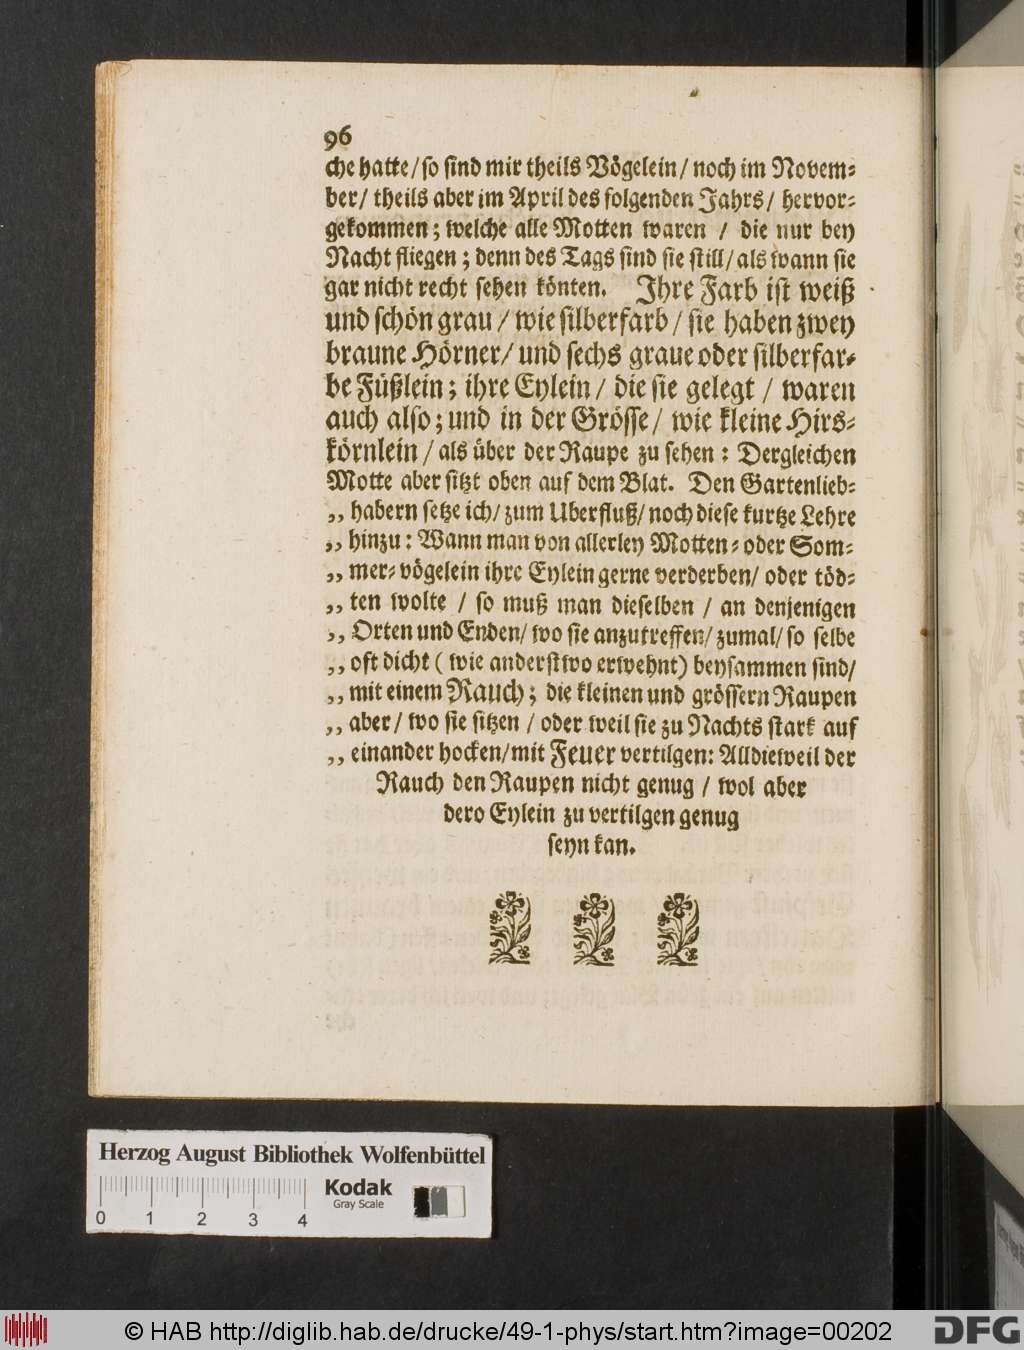 96
che hatte/ so sind mir theils Vögelein/ noch im Novem-
ber/ theils aber im April des folgenden Jahrs/ hervor-
gekommen; welche alle Motten waren / die nur bey
Nacht fliegen; denn des Tags sind sie still/ als wann sie
gar nicht recht sehen könten. Ihre Farb ist weiß
und schön grau/ wie silberfarb/ sie haben zwey
braune Hörner/ und sechs graue oder silberfar-
be Füßlein; ihre Eylein/ die sie gelegt / waren
auch also; und in der Grösse/ wie kleine Hirs-
körnlein/ als über der Raupe zu sehen: Dergleichen
Motte aber sitzt oben auf dem Blat. Den Gartenlieb-
„ habern setze ich/ zum Uberfluß/ noch diese kurtze Lehre
„ hinzu: Wann man von allerley Motten- oder Som-
„ mer-vögelein ihre Eylein gerne verderben/ oder töd-
„ ten wolte / so muß man dieselben / an denjenigen
„ Orten und Enden/ wo sie anzutreffen/ zumal/ so selbe
„ oft dicht ( wie anderstwo erwehnt) beysammen sind/
„ mit einem Rauch; die kleinen und grössern Raupen
„ aber/ wo sie sitzen / oder weil sie zu Nachts stark auf
„ einander hocken/ mit Feuer vertilgen: Alldieweil der
Rauch den Raupen nicht genug / wol aber
dero Eylein zu vertilgen genug
seyn kan.
Herzog August Bibliothek Wolfenbüttel
Kodak
Gray Scale
0 1 2 3 4
© HAB http://diglib.hab.de/drucke/49-1-phys/start.htm?image=00202
DFG